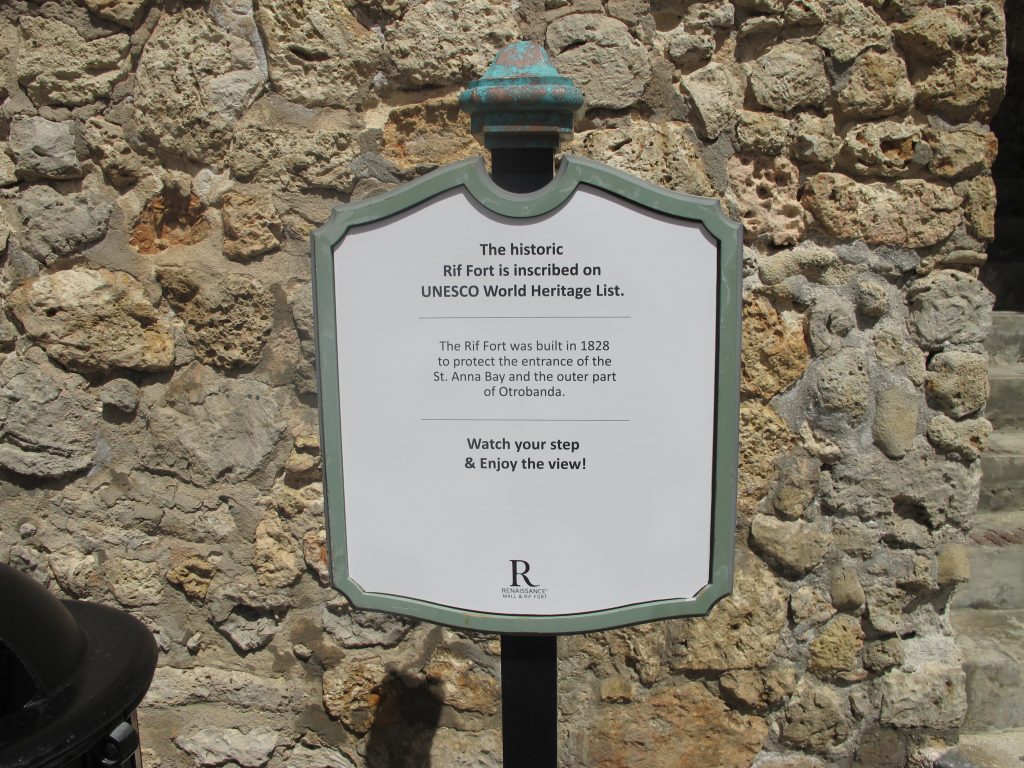 The historic
Rif Fort is inscribed on
UNESCO World Heritage List.
The Rif Fort was built in 1828
to protect the entrance of the
St. Anna Bay and the outer part
of Otrobanda.
Watch your step
& Enjoy the view!
R
RENAISSANCE
MALL & RIF FORT